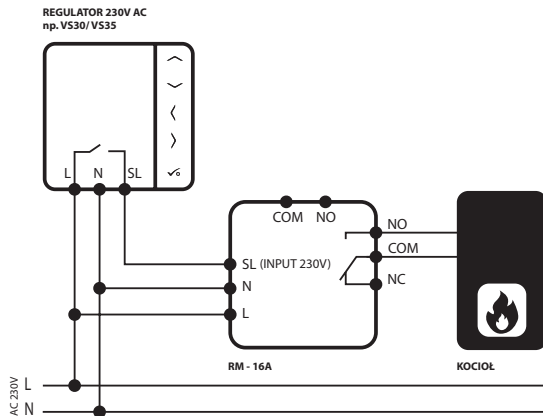 REGULATOR 230V AC
np. VS30/ VS35
L N SL
COM NO
NO
SL (INPUT 230V)
COM
N
NC
L
RM - 16A
KOCIOŁ
AC 230V
L
N